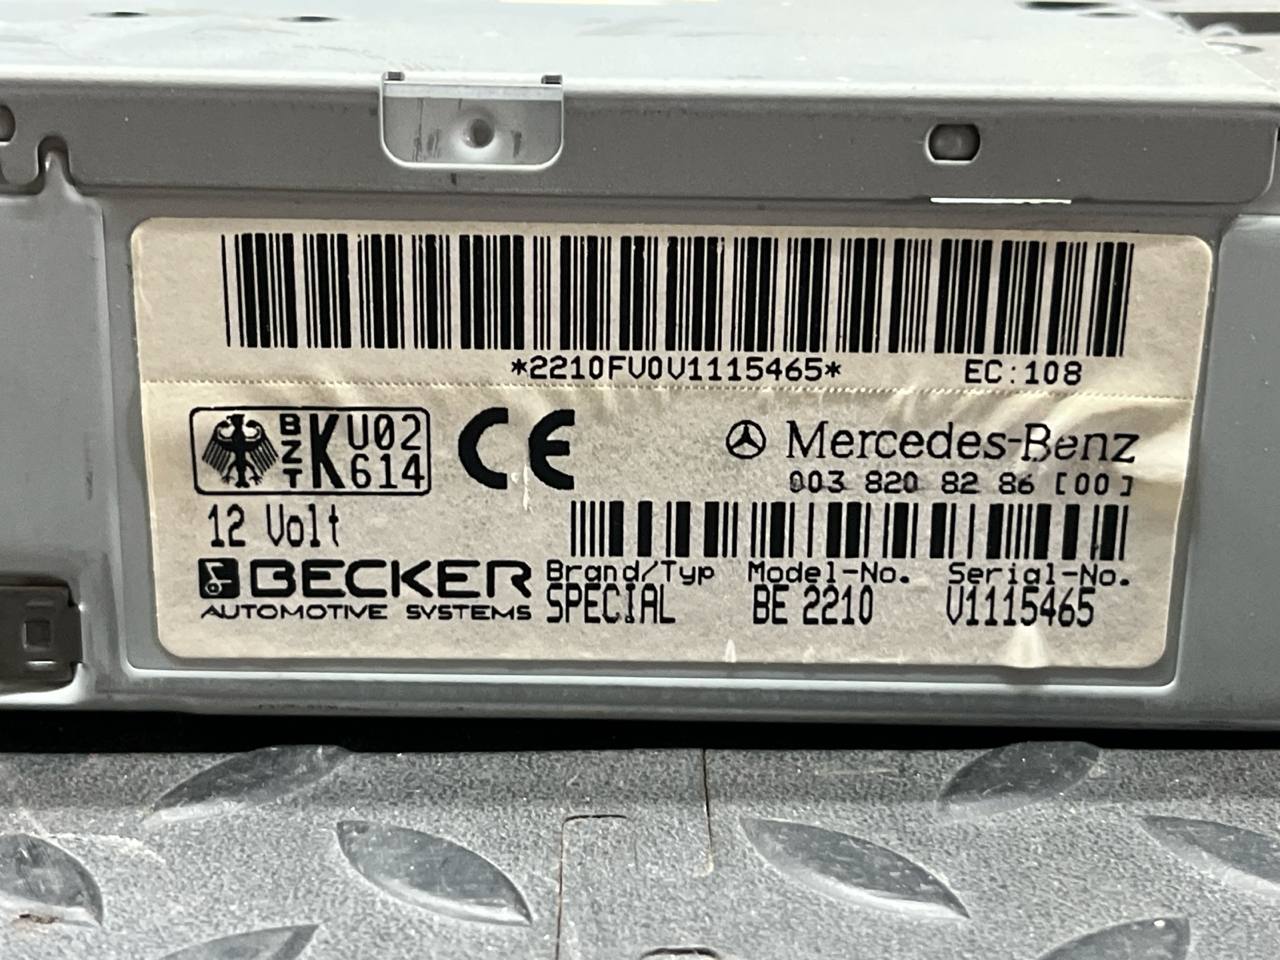 *2210FV0V1115465* EC:108
BZT K U02 614
CE
Mercedes-Benz
003 820 82 86 [00]
12 Volt
BECKER
AUTOMOTIVE SYSTEMS
Brand/Typ Model-No. Serial-No.
SPECIAL BE 2210 V1115465